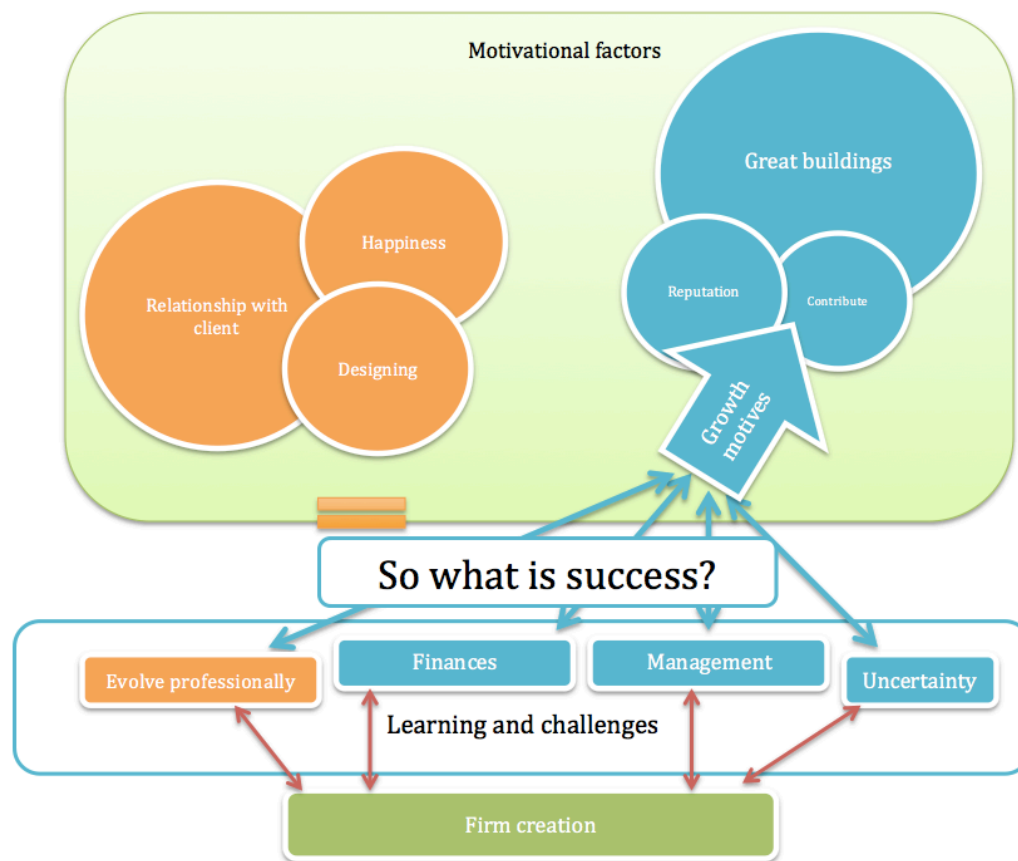 Motivational factors
Great buildings
Happiness
Reputation
Contribute
Relationship with
client
Designing
Growth
motives
So what is success?
Evolve professionally
Finances
Management
Uncertainty
Learning and challenges
Firm creation